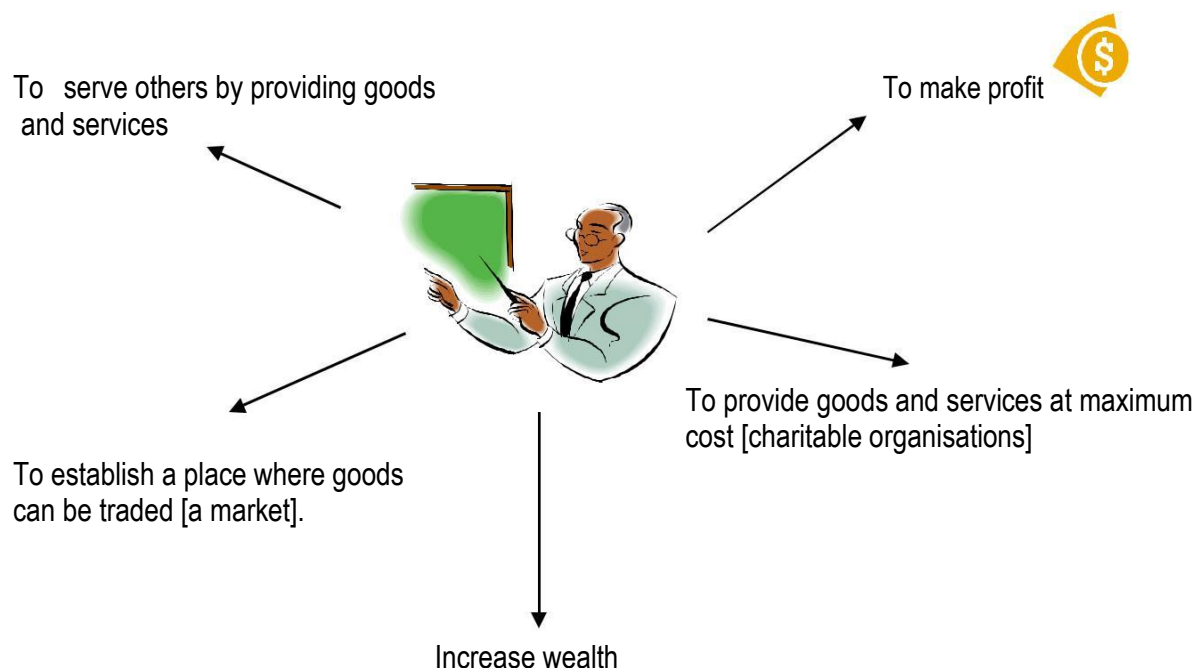 To serve others by providing goods
and services
To make profit
$
To provide goods and services at maximum
cost [charitable organisations]
To establish a place where goods
can be traded [a market].
Increase wealth